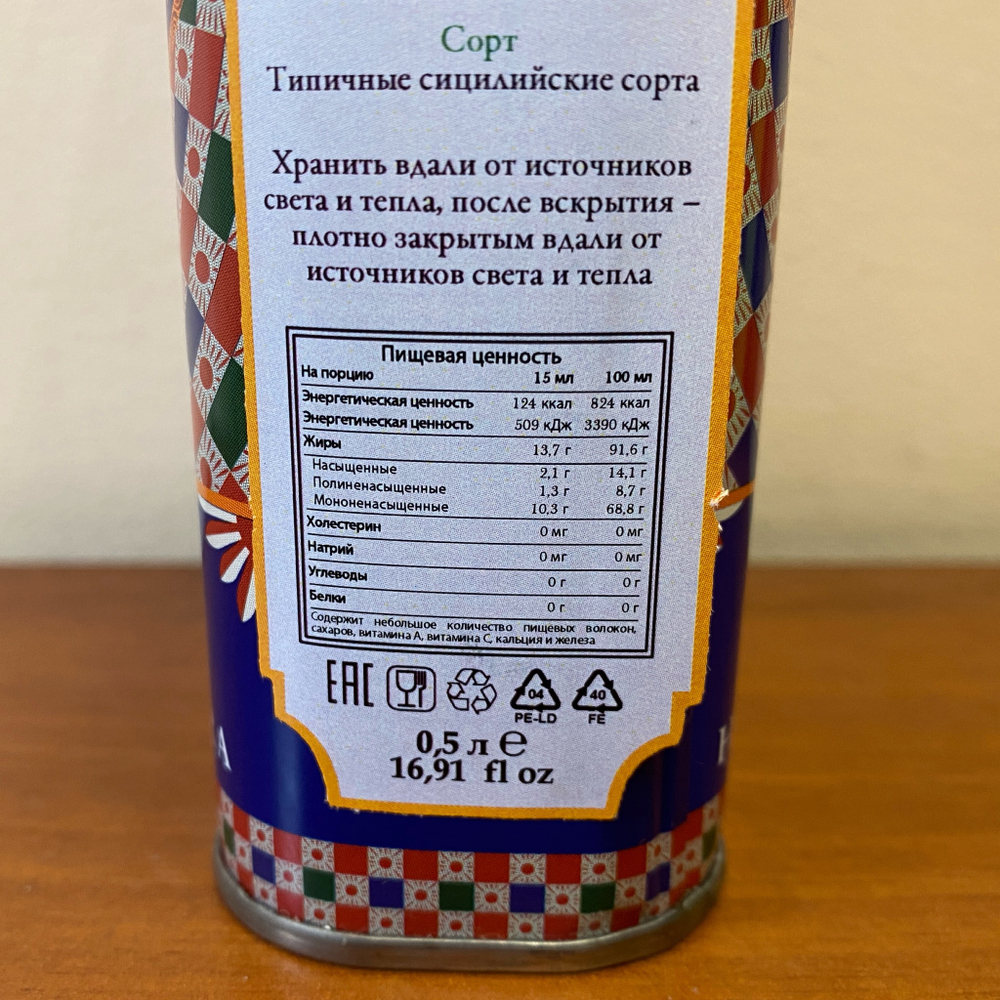 Сорт
Типичные сицилийские сорта
Хранить вдали от источников
света и тепла, после вскрытия –
плотно закрытым вдали от
источников света и тепла
Пищевая ценность
На порцию 15 мл 100 мл
Энергетическая ценность 124 ккал 824 ккал
Энергетическая ценность 509 кДж 3390 кДж
Жиры 13,7 г 91,6 г
Насыщенные 2,1 г 14,1 г
Полиненасыщенные 1,3 г 8,7 г
Мононенасыщенные 10,3 г 68,8 г
Холестерин 0 мг 0 мг
Натрий 0 мг 0 мг
Углеводы 0 г 0 г
Белки 0 г 0 г
Содержит небольшое количество пищевых волокон,
сахаров, витамина А, витамина С, кальция и железа
EAC 04 40
PE-LD FE
0,5 л ℮
16,91 fl oz